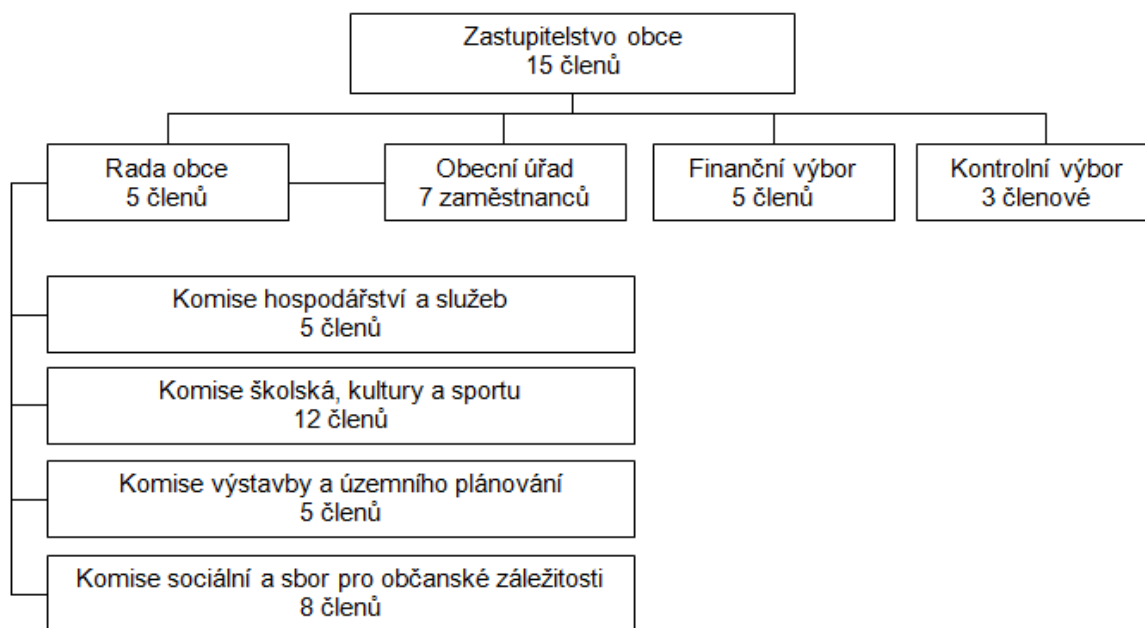 Zastupitelstvo obce
15 členů
Rada obce
5 členů
Obecní úřad
7 zaměstnanců
Finanční výbor
5 členů
Kontrolní výbor
3 členové
Komise hospodářství a služeb
5 členů
Komise školská, kultury a sportu
12 členů
Komise výstavby a územního plánování
5 členů
Komise sociální a sbor pro občanské záležitosti
8 členů